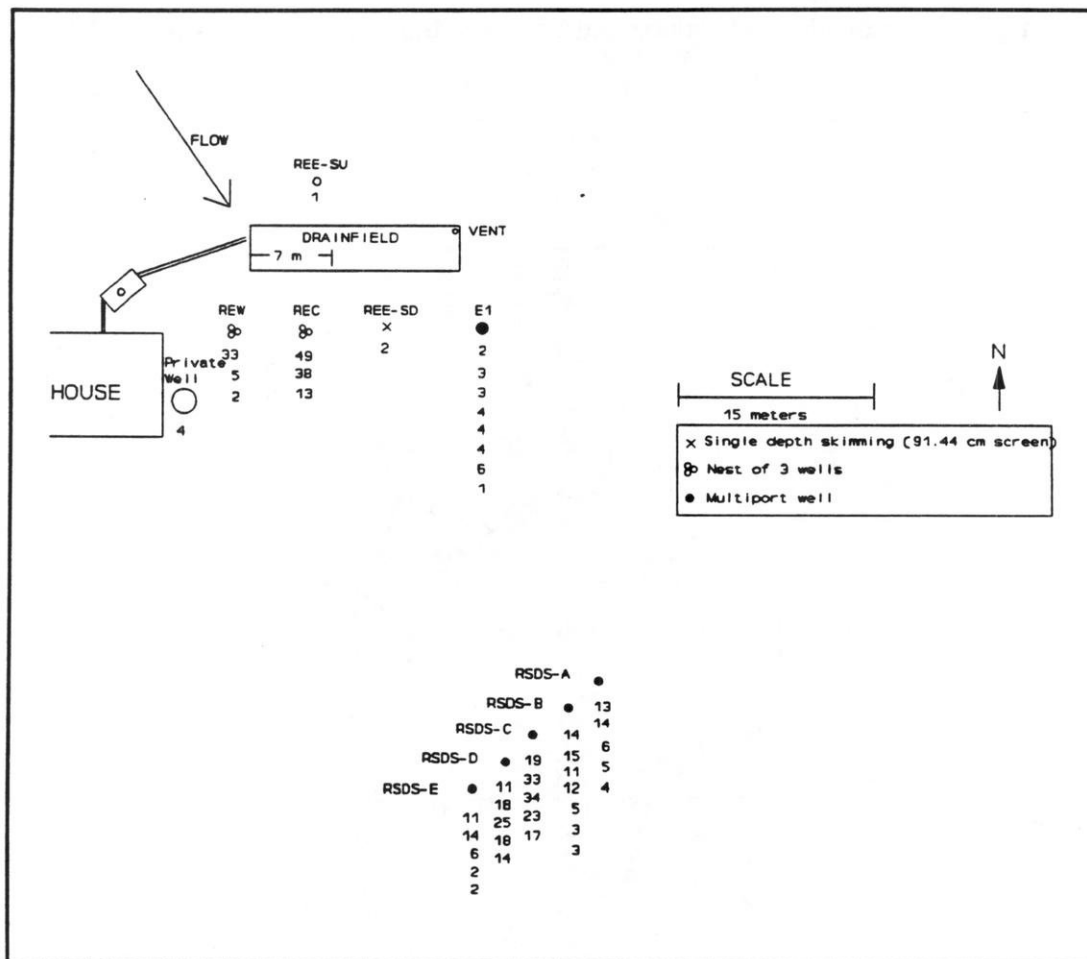 FLOW
REE-SU
1
DRAINFIELD
VENT
7 m
REW
REC
REE-SD
E1
33
5
2
49
38
13
2
2
3
3
4
4
4
6
1
Private
Well
4
HOUSE
N
SCALE
15 meters
Single depth skimming (91.44 cm screen)
Nest of 3 wells
Multiport well
RSDS-A
13
14
6
5
4
RSDS-B
14
15
11
12
5
3
3
RSDS-C
19
33
34
23
17
RSDS-D
11
18
25
18
14
RSDS-E
11
14
6
2
2